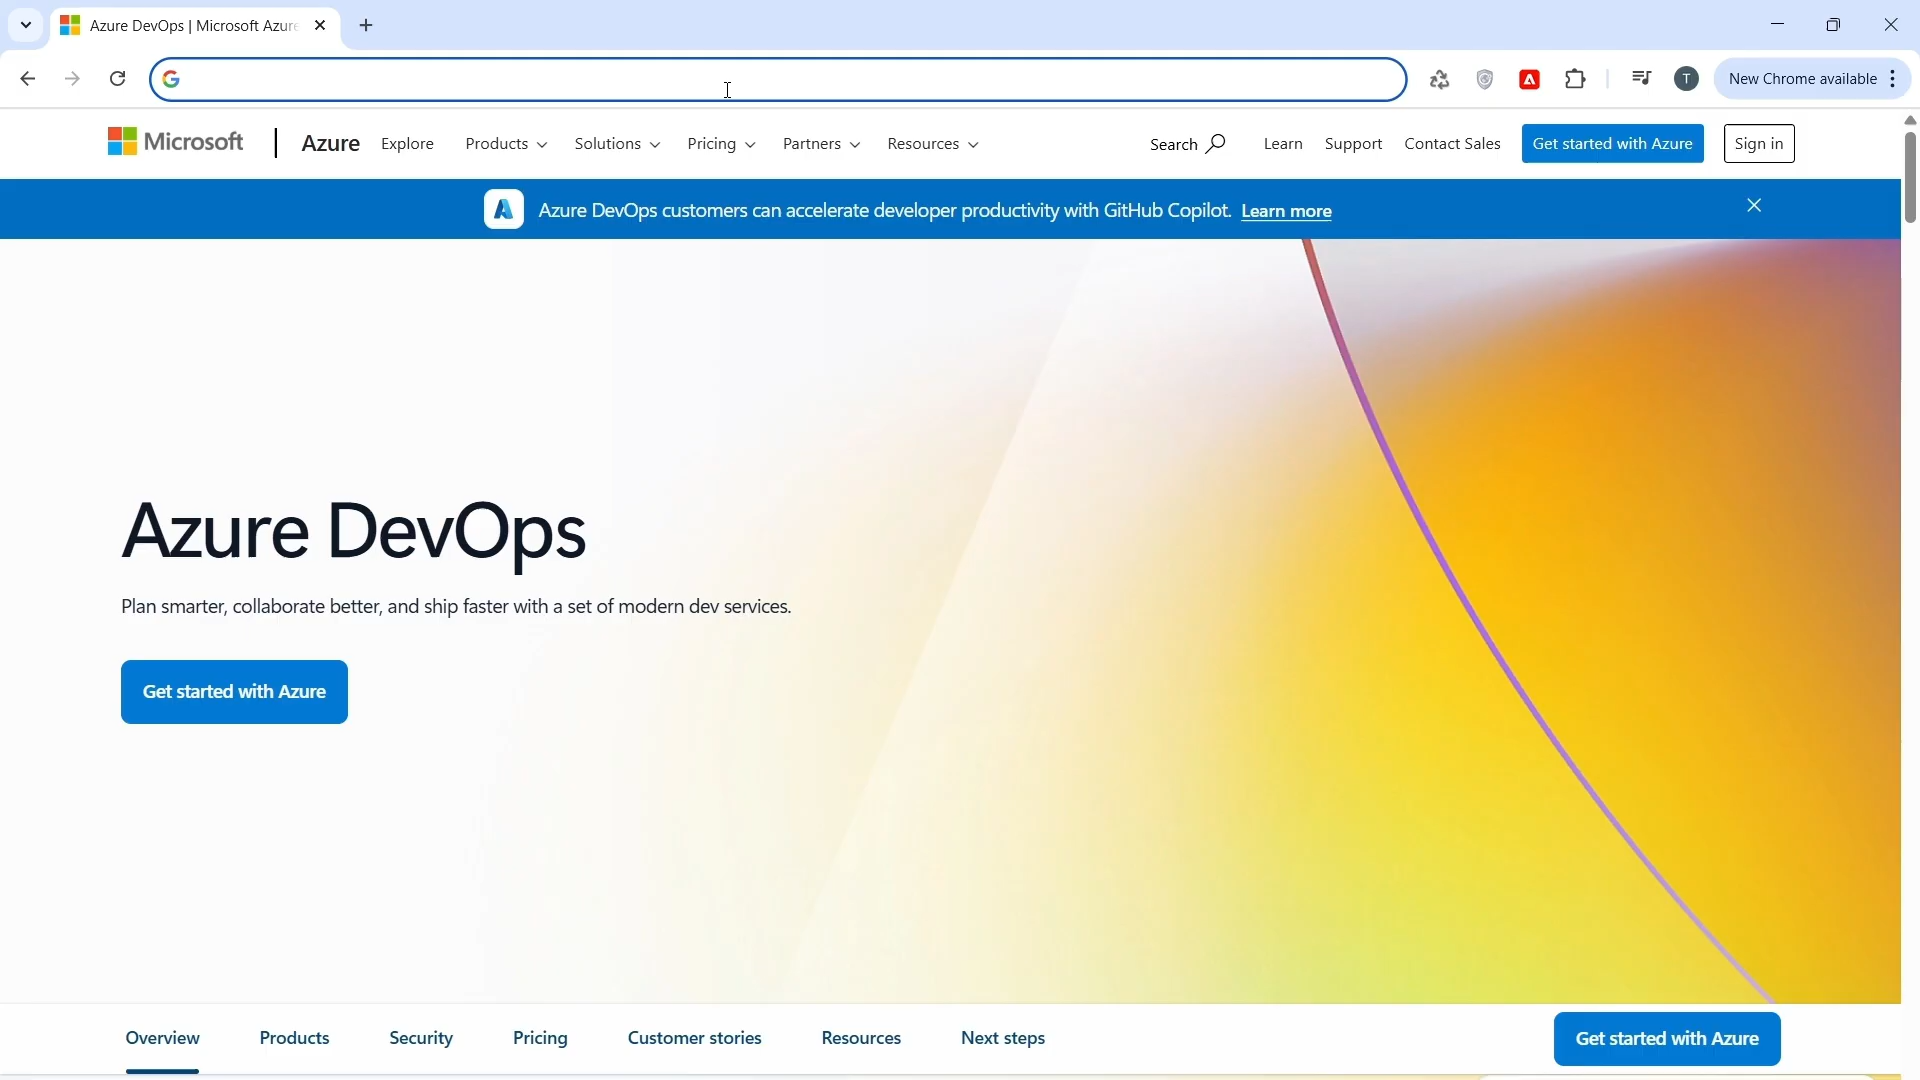 Azure DevOps | Microsoft Azure
T
New Chrome available
Microsoft
Azure
Explore
Products
Solutions
Pricing
Partners
Resources
Search
Learn
Support
Contact Sales
Get started with Azure
Sign in
Azure DevOps customers can accelerate developer productivity with GitHub Copilot. Learn more
Azure DevOps
Plan smarter, collaborate better, and ship faster with a set of modern dev services.
Get started with Azure
Overview
Products
Security
Pricing
Customer stories
Resources
Next steps
Get started with Azure